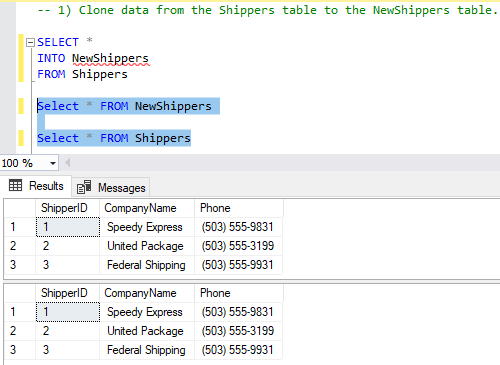 -- 1) Clone data from the Shippers table to the NewShippers table.
SELECT *
INTO NewShippers
FROM Shippers
Select * FROM NewShippers
Select * FROM Shippers
100 %
Results Messages
ShipperID CompanyName Phone
1 1 Speedy Express (503) 555-9831
2 2 United Package (503) 555-3199
3 3 Federal Shipping (503) 555-9931
ShipperID CompanyName Phone
1 1 Speedy Express (503) 555-9831
2 2 United Package (503) 555-3199
3 3 Federal Shipping (503) 555-9931